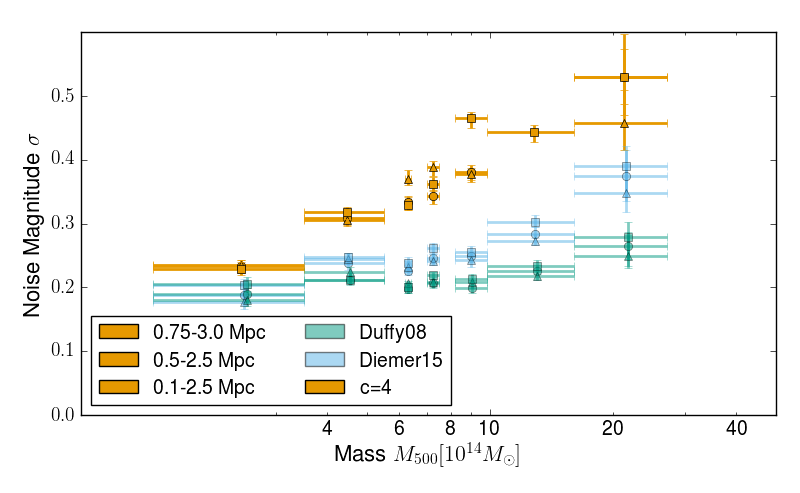 0.5
0.4
0.3
0.2
0.1
0.0
Noise Magnitude σ
0.75-3.0 Mpc
0.5-2.5 Mpc
0.1-2.5 Mpc
Duffy08
Diemer15
c=4
4 6 8 10 20 40
Mass M₅₀₀[10¹⁴M☉]